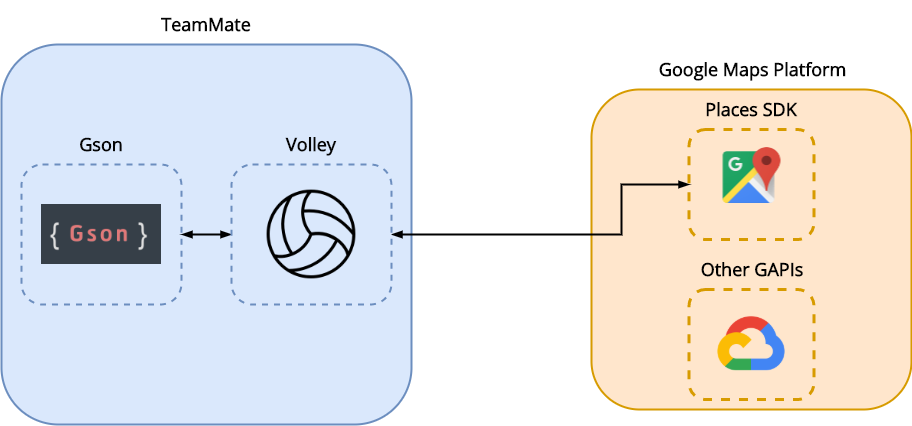 TeamMate
Google Maps Platform
Places SDK
Gson
Volley
{ Gson }
G
Other GAPIs